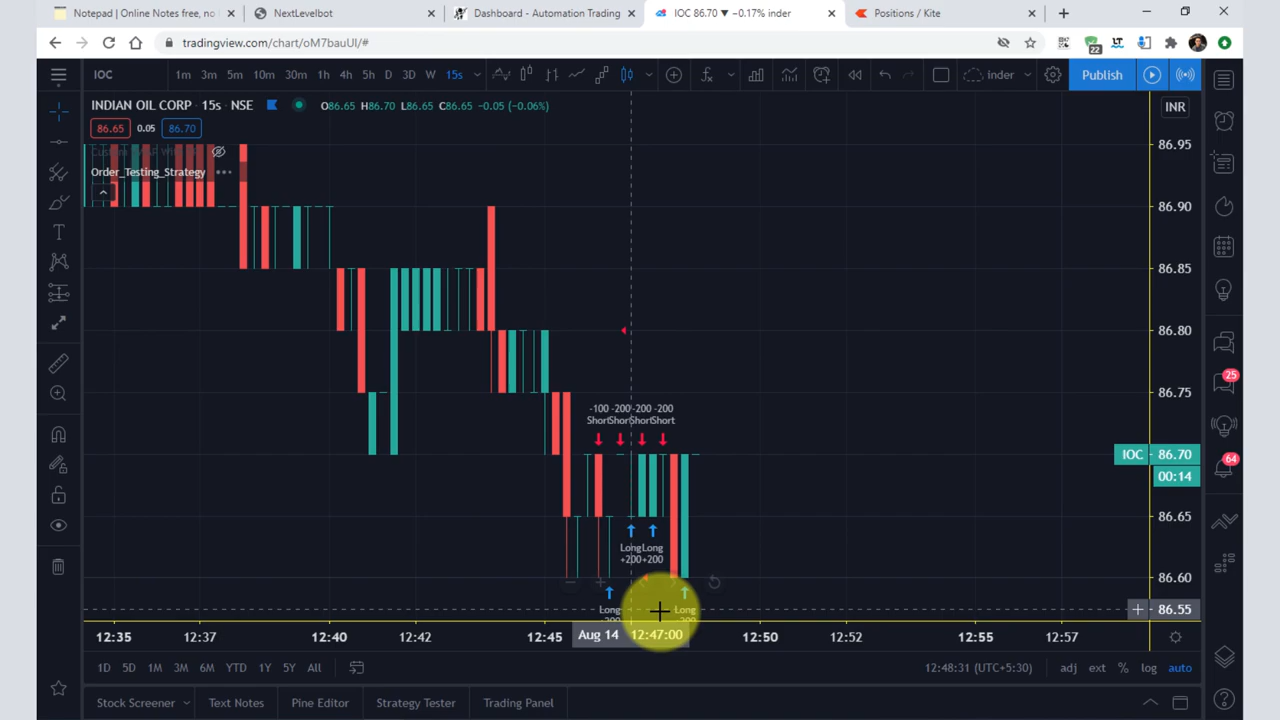 Notepad | Online Notes free, no
NextLevelbot
Dashboard - Automation Trading
IOC 86.70 ▼ −0.17% inder
Positions / Kite
tradingview.com/chart/oM7bauUI/#
22
IOC
1m 3m 5m 10m 30m 1h 4h 5h D 3D W 15s
inder
Publish
INDIAN OIL CORP · 15s · NSE
O86.65 H86.70 L86.65 C86.65 −0.05 (−0.06%)
INR
86.65 0.05 86.70
Order_Testing_Strategy
86.95
86.90
86.85
86.80
86.75
IOC 86.70
00:14
86.65
86.60
86.55
-100 -200 -200 -200
Short Short Short Short
Long Long
+200 +200
Long Long
12:35 12:37 12:40 12:42 12:45 12:50 12:52 12:55 12:57
Aug 14 12:47:00
25
64
1D 5D 1M 3M 6M YTD 1Y 5Y All
12:48:31 (UTC+5:30)
adj ext % log auto
Stock Screener
Text Notes
Pine Editor
Strategy Tester
Trading Panel